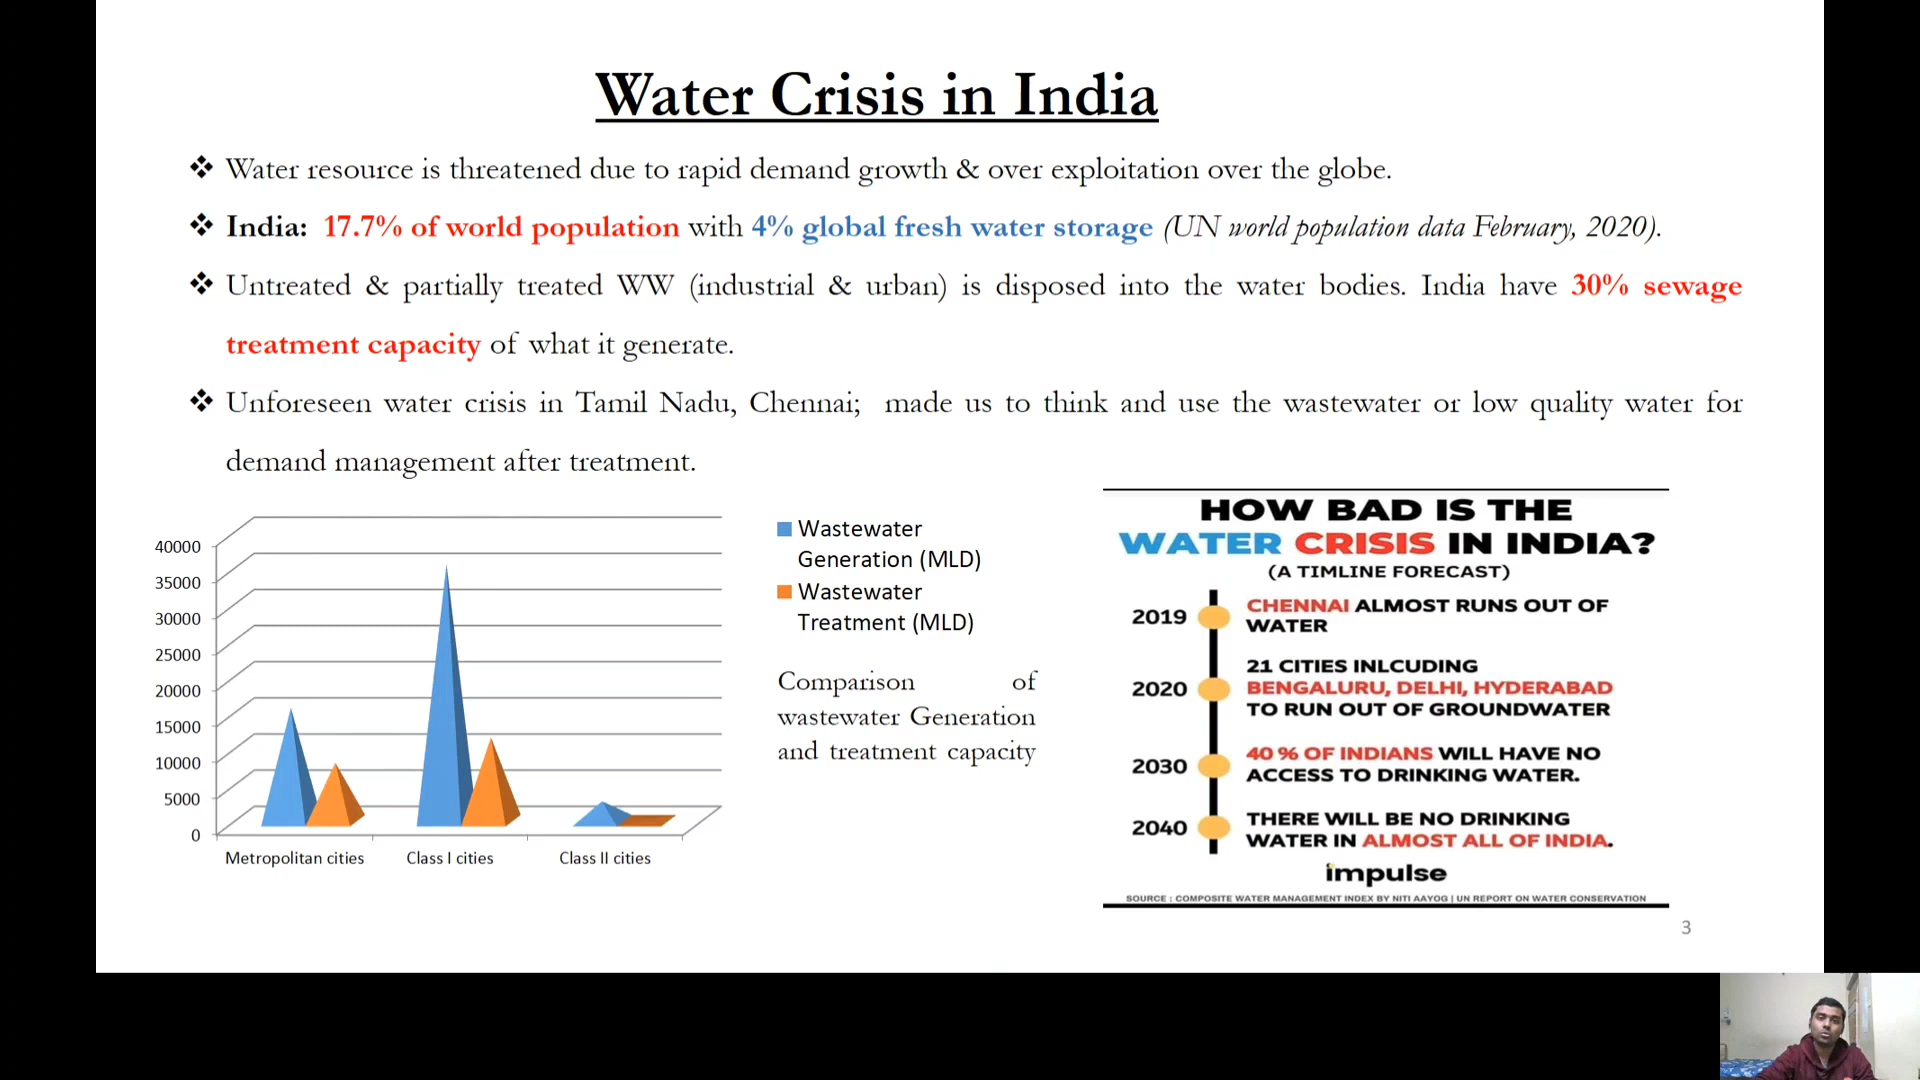 Water Crisis in India
❖ Water resource is threatened due to rapid demand growth & over exploitation over the globe.
❖ India: 17.7% of world population with 4% global fresh water storage (UN world population data February, 2020).
❖ Untreated & partially treated WW (industrial & urban) is disposed into the water bodies. India have 30% sewage
treatment capacity of what it generate.
❖ Unforeseen water crisis in Tamil Nadu, Chennai; made us to think and use the wastewater or low quality water for
demand management after treatment.
40000
35000
30000
25000
20000
15000
10000
5000
0
Metropolitan cities
Class I cities
Class II cities
Wastewater
Generation (MLD)
Wastewater
Treatment (MLD)
Comparison of
wastewater Generation
and treatment capacity
HOW BAD IS THE
WATER CRISIS IN INDIA?
(A TIMLINE FORECAST)
2019
CHENNAI ALMOST RUNS OUT OF
WATER
2020
21 CITIES INLCUDING
BENGALURU, DELHI, HYDERABAD
TO RUN OUT OF GROUNDWATER
2030
40 % OF INDIANS WILL HAVE NO
ACCESS TO DRINKING WATER.
2040
THERE WILL BE NO DRINKING
WATER IN ALMOST ALL OF INDIA.
impulse
SOURCE : COMPOSITE WATER MANAGEMENT INDEX BY NITI AAYOG | UN REPORT ON WATER CONSERVATION
3